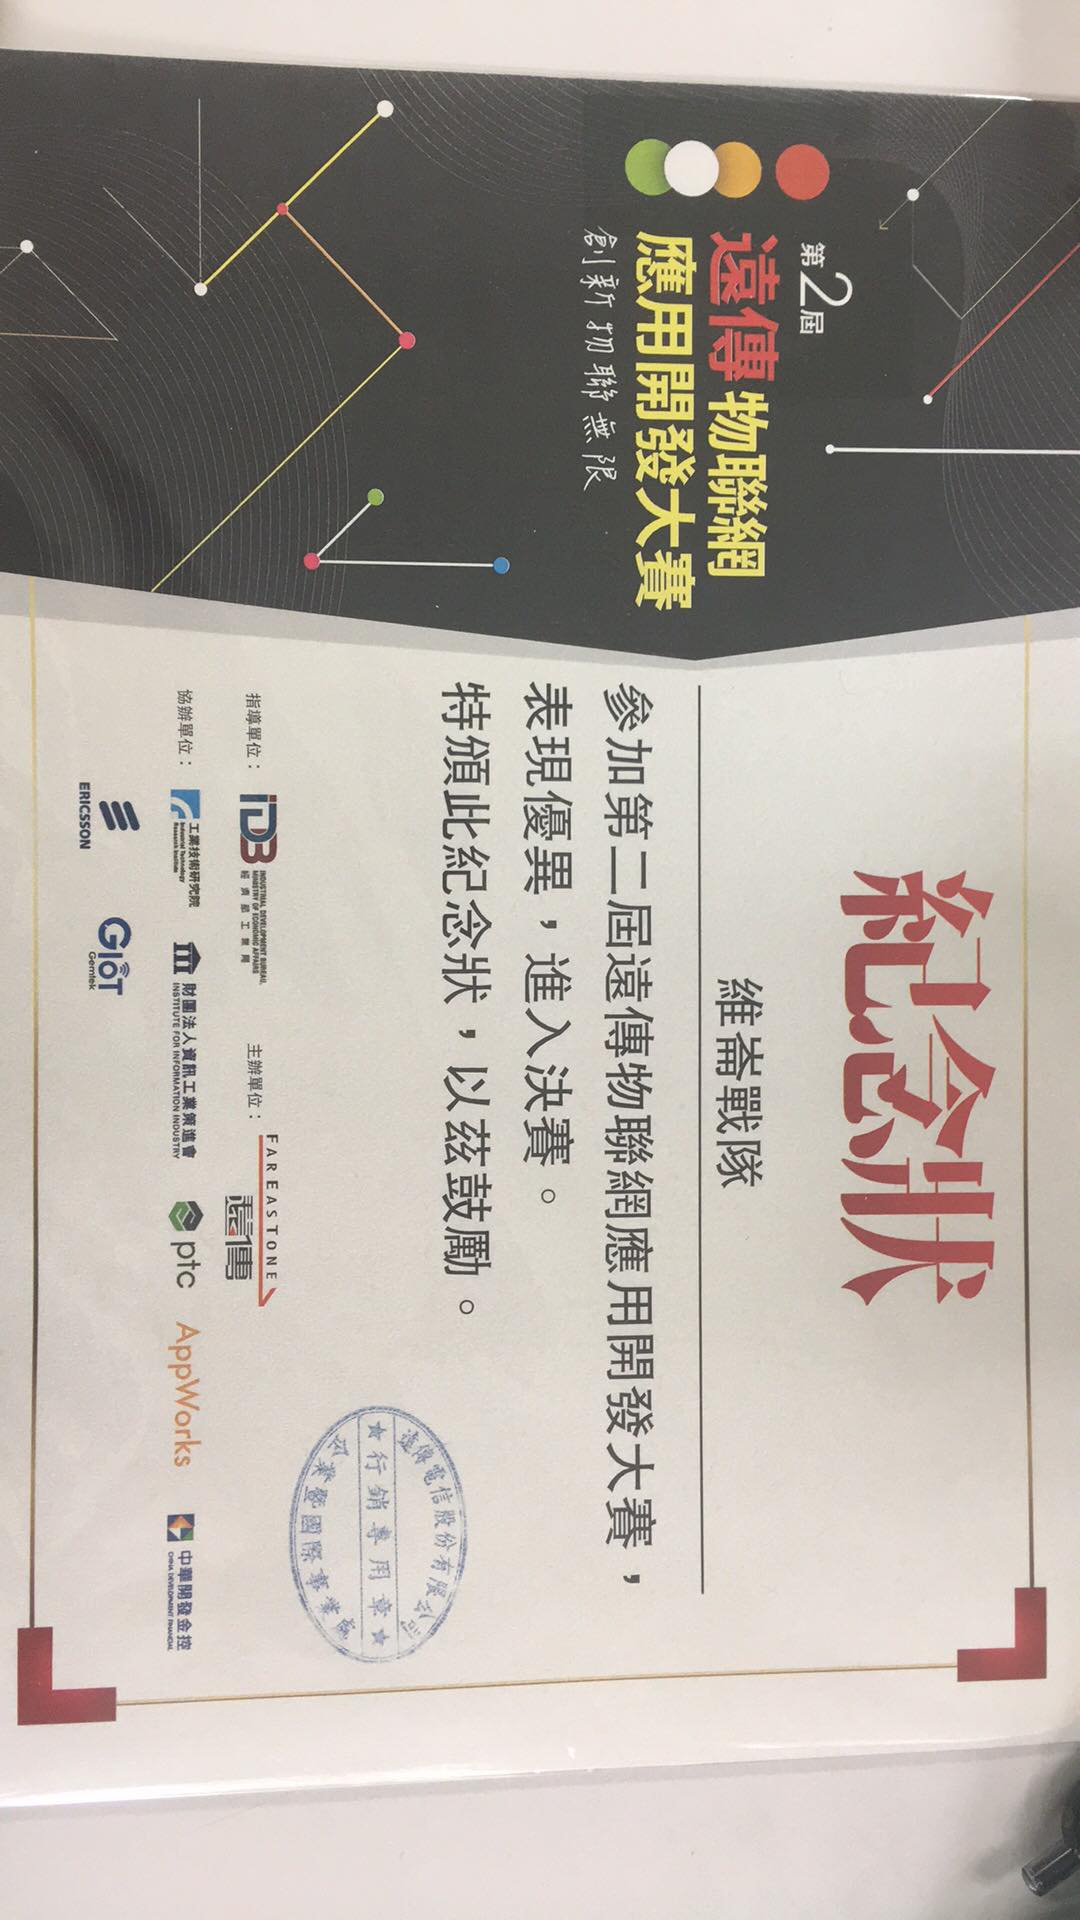 第2屆
遠傳物聯網
應用開發大賽
創新物聯無限
紀念狀
維崙戰隊
參加第二屆遠傳物聯網應用開發大賽，
表現優異，進入決賽。
特頒此紀念狀，以茲鼓勵。
遠傳電信股份有限公司
★行銷專用章★
企業暨國際事業處
指導單位：
iDB
INDUSTRIAL DEVELOPMENT BUREAU,
MINISTRY OF ECONOMIC AFFAIRS
經濟部工業局
主辦單位：
FAREASTONE
遠傳
協辦單位：
工業技術研究院
Industrial Technology
Research Institute
財團法人資訊工業策進會
INSTITUTE FOR INFORMATION INDUSTRY
ptc
AppWorks
中華開發金控
CHINA DEVELOPMENT FINANCIAL
ERICSSON
GIoT
Gemtek